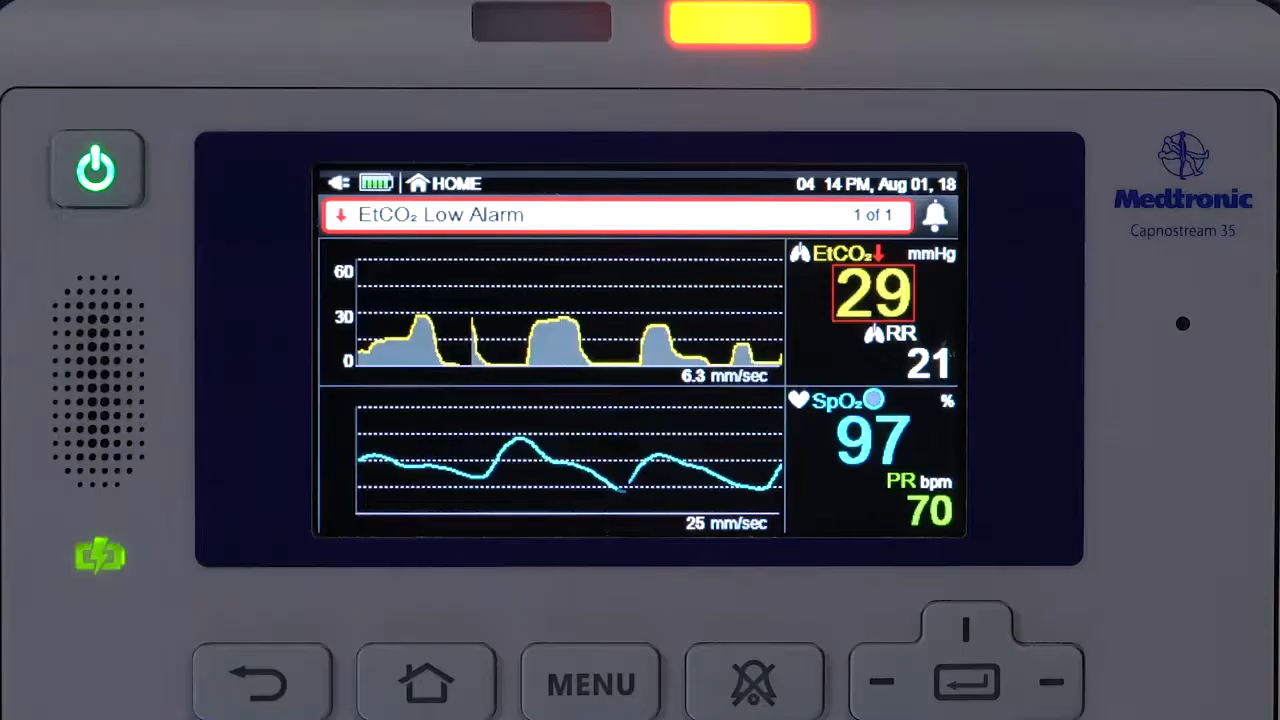 HOME
04 14 PM, Aug 01, 18
EtCO₂ Low Alarm
1 of 1
EtCO₂ mmHg
60
29
30
RR
0
21
6.3 mm/sec
SpO₂ %
97
PR bpm
70
25 mm/sec
Medtronic
Capnostream 35
MENU